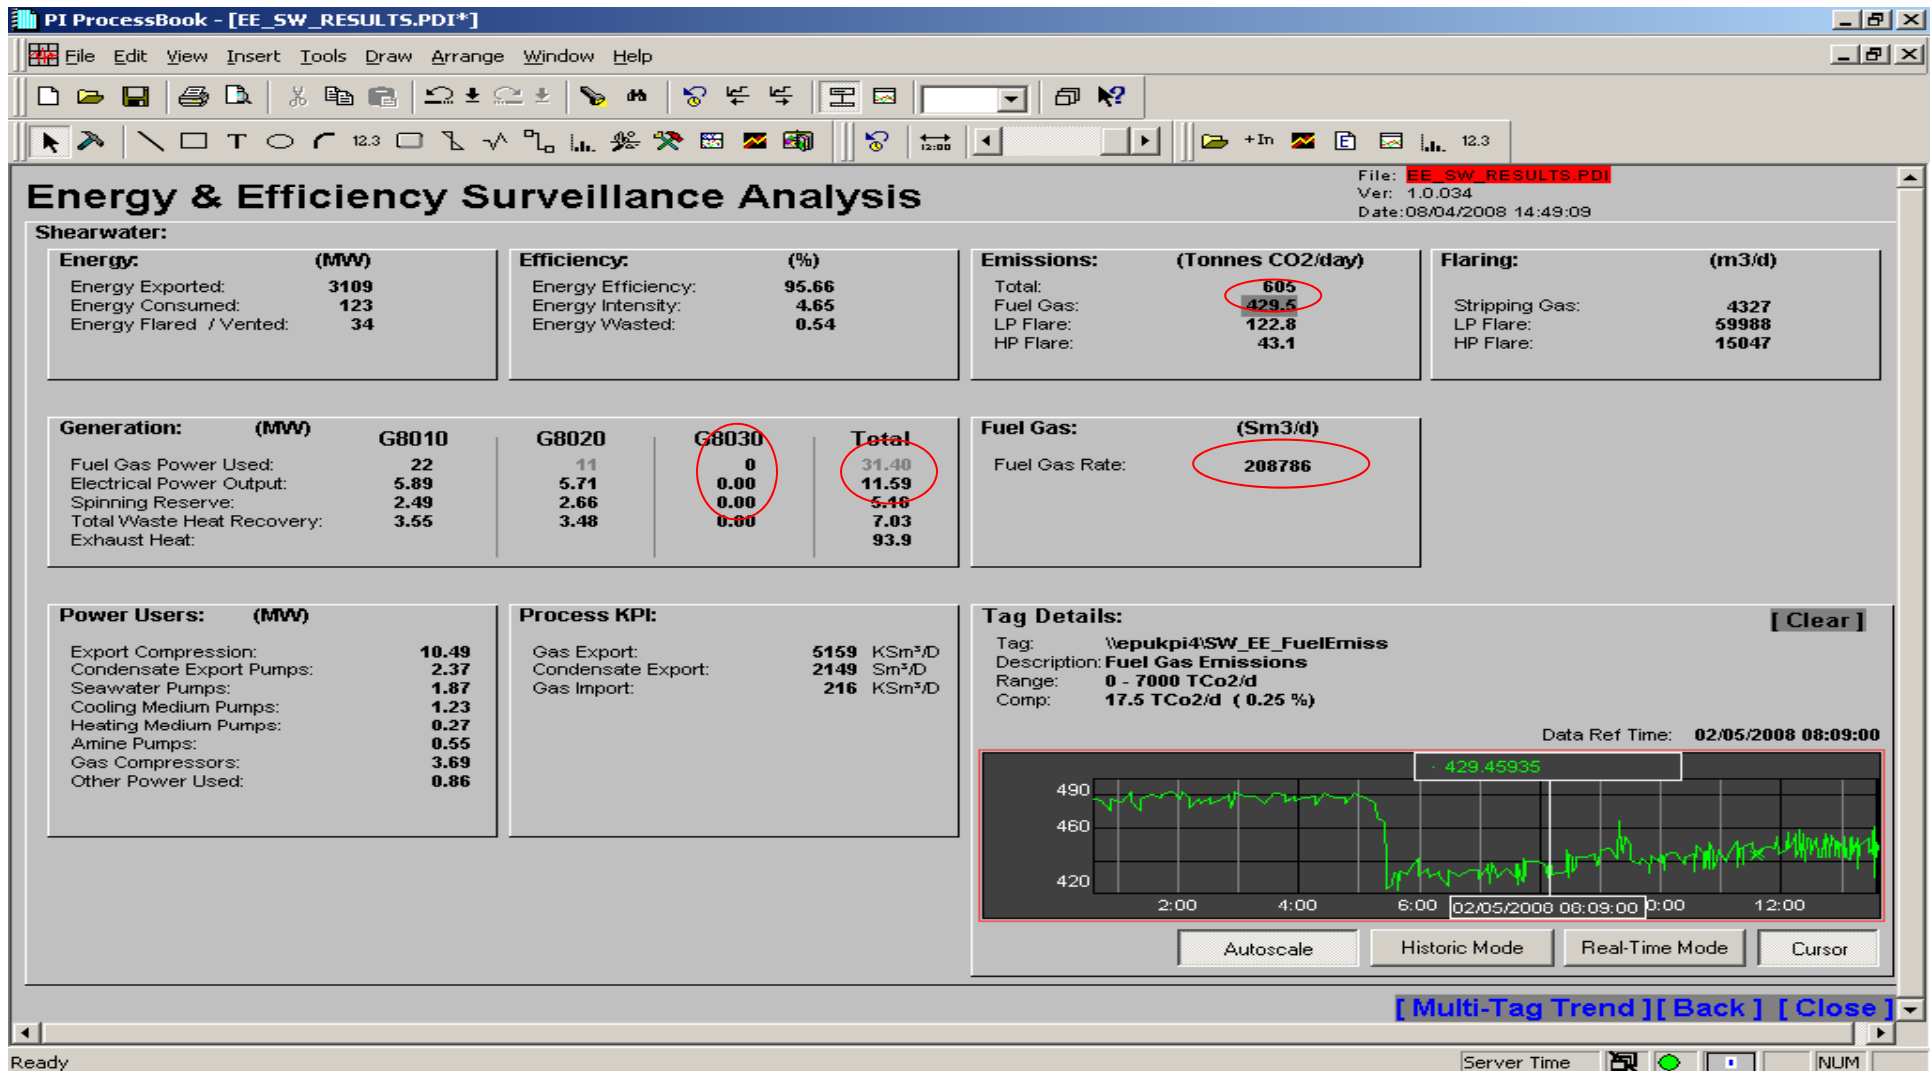 PI ProcessBook - [EE_SW_RESULTS.PDI*]
File Edit View Insert Tools Draw Arrange Window Help
12.3 12:00 +In E 12.3
Energy & Efficiency Surveillance Analysis
File: EE_SW_RESULTS.PDI
Ver: 1.0.034
Date:08/04/2008 14:49:09
Shearwater:
Energy: (MW)
Energy Exported: 3109
Energy Consumed: 123
Energy Flared / Vented: 34
Efficiency: (%)
Energy Efficiency: 95.66
Energy Intensity: 4.65
Energy Wasted: 0.54
Emissions: (Tonnes CO2/day)
Total: 605
Fuel Gas: 429.5
LP Flare: 122.8
HP Flare: 43.1
Flaring: (m3/d)
Stripping Gas: 4327
LP Flare: 59988
HP Flare: 15047
Generation: (MW) G8010 G8020 G8030 Total
Fuel Gas Power Used: 22 11 0 31.40
Electrical Power Output: 5.89 5.71 0.00 11.59
Spinning Reserve: 2.49 2.66 0.00 5.16
Total Waste Heat Recovery: 3.55 3.48 0.00 7.03
Exhaust Heat: 93.9
Fuel Gas: (Sm3/d)
Fuel Gas Rate: 208786
Power Users: (MW)
Export Compression: 10.49
Condensate Export Pumps: 2.37
Seawater Pumps: 1.87
Cooling Medium Pumps: 1.23
Heating Medium Pumps: 0.27
Amine Pumps: 0.55
Gas Compressors: 3.69
Other Power Used: 0.86
Process KPI:
Gas Export: 5159 KSm³/D
Condensate Export: 2149 Sm³/D
Gas Import: 216 KSm³/D
Tag Details: [ Clear ]
Tag: \\epukpi4\SW_EE_FuelEmiss
Description: Fuel Gas Emissions
Range: 0 - 7000 TCo2/d
Comp: 17.5 TCo2/d ( 0.25 %)
Data Ref Time: 02/05/2008 08:09:00
429.45935
490
460
420
2:00 4:00 6:00 02/05/2008 08:09:00 0:00 12:00
Autoscale Historic Mode Real-Time Mode Cursor
[ Multi-Tag Trend ][ Back ] [ Close ]
Ready Server Time NUM